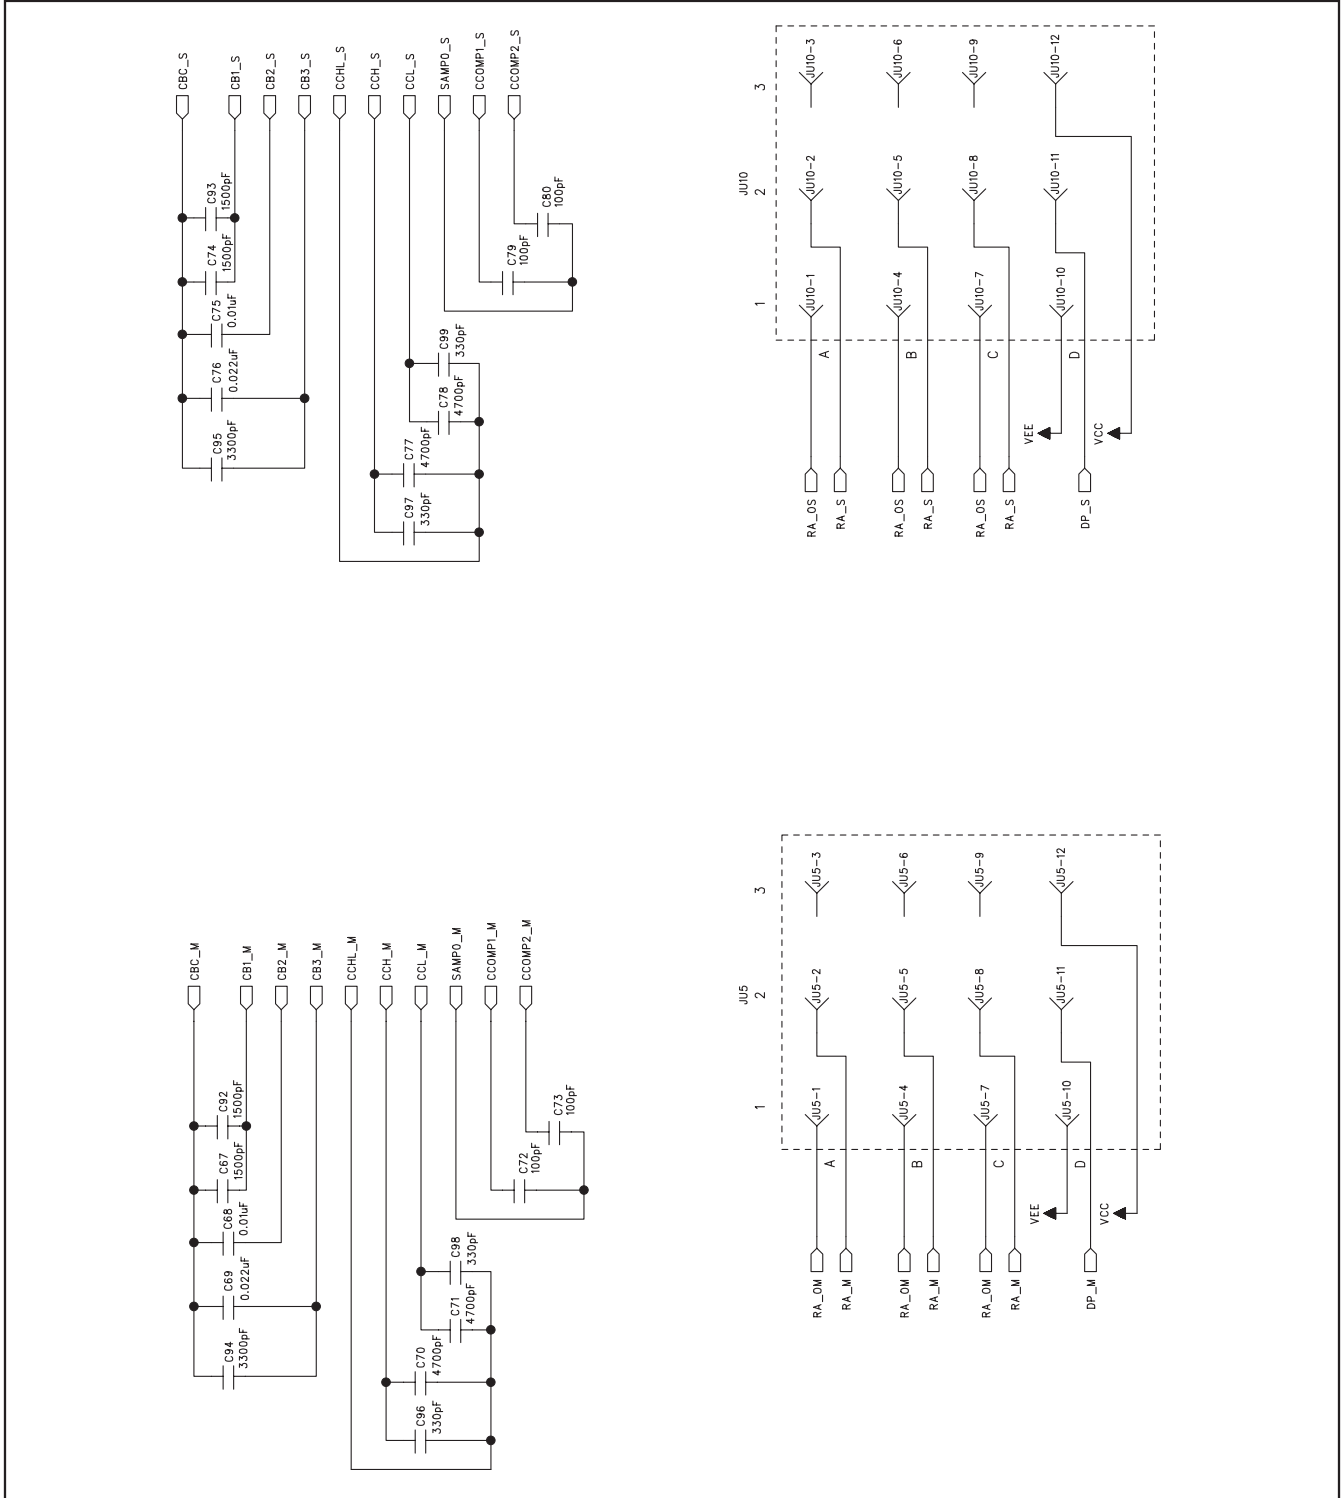 CBC_S
CB1_S
CB2_S
CB3_S
CCHL_S
CCH_S
CCL_S
SAMPO_S
CCOMP1_S
CCOMP2_S
C93
1500pF
C74
1500pF
C75
0.01uF
C76
0.022uF
C95
3300pF
C80
100pF
C79
100pF
C99
330pF
C78
4700pF
C77
4700pF
C97
330pF
JU10
3
2
1
JU10-3
JU10-6
JU10-9
JU10-12
JU10-2
JU10-5
JU10-8
JU10-11
JU10-1
JU10-4
JU10-7
JU10-10
A
B
C
D
VEE
VCC
RA_OS
RA_S
RA_OS
RA_S
RA_OS
RA_S
DP_S
CBC_M
CB1_M
CB2_M
CB3_M
CCHL_M
CCH_M
CCL_M
SAMPO_M
CCOMP1_M
CCOMP2_M
C92
1500pF
C67
1500pF
C68
0.01uF
C69
0.022uF
C94
3300pF
C73
100pF
C72
100pF
C98
330pF
C71
4700pF
C70
4700pF
C96
330pF
JU5
3
2
1
JU5-3
JU5-6
JU5-9
JU5-12
JU5-2
JU5-5
JU5-8
JU5-11
JU5-1
JU5-4
JU5-7
JU5-10
A
B
C
D
VEE
VCC
RA_OM
RA_M
RA_OM
RA_M
RA_OM
RA_M
DP_M